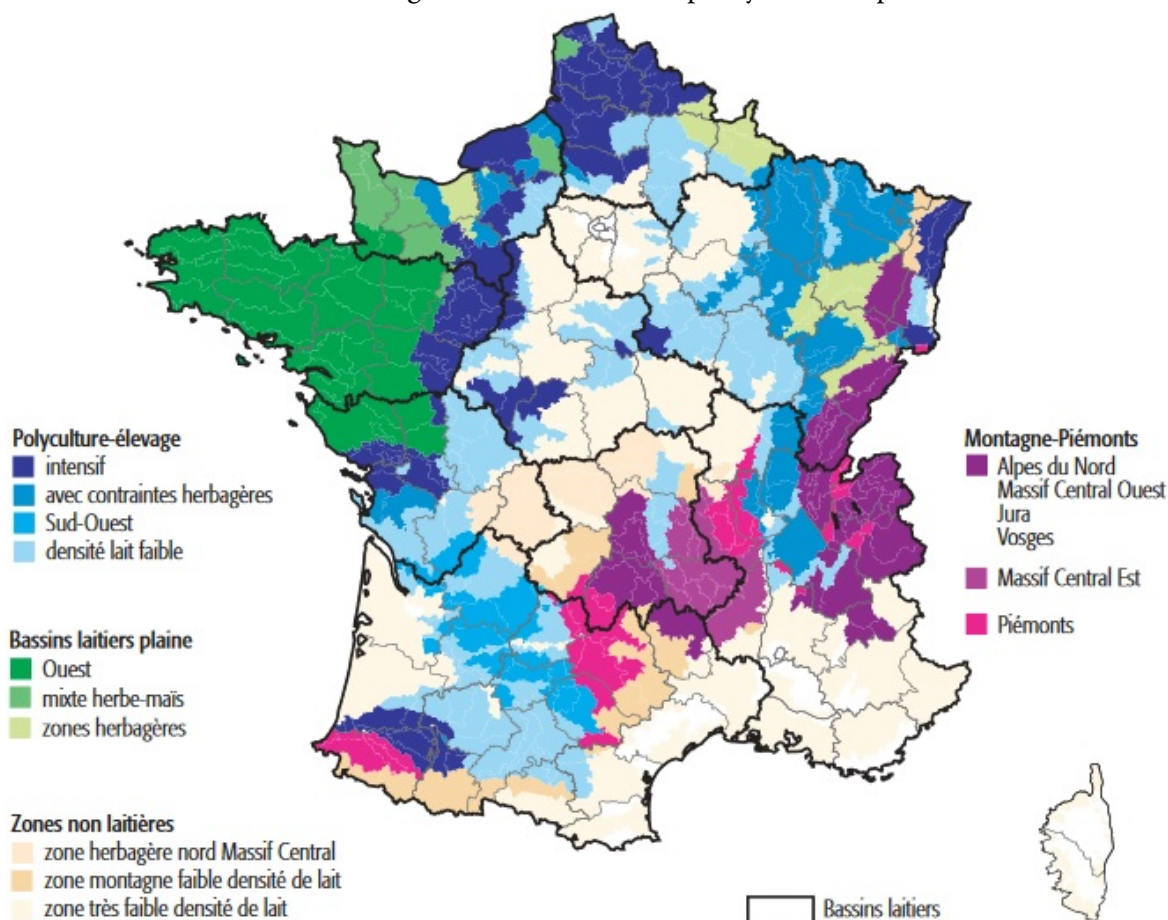 Polyculture-élevage
intensif
avec contraintes herbagères
Sud-Ouest
densité lait faible
Bassins laitiers plaine
Ouest
mixte herbe-maïs
zones herbagères
Zones non laitières
zone herbagère nord Massif Central
zone montagne faible densité de lait
zone très faible densité de lait
Montagne-Piémonts
Alpes du Nord
Massif Central Ouest
Jura
Vosges
Massif Central Est
Piémonts
Bassins laitiers